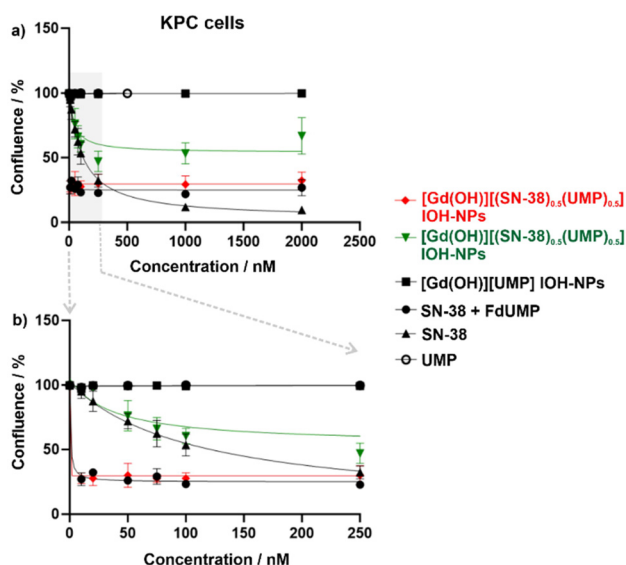 KPC cells
a)
150
100
50
0
Confluence / %
0 500 1000 1500 2000 2500
Concentration / nM
[Gd(OH)][(SN-38)0.5(UMP)0.5]
IOH-NPs
[Gd(OH)][(SN-38)0.5(UMP)0.5]
IOH-NPs
[Gd(OH)][UMP] IOH-NPs
SN-38 + FdUMP
SN-38
UMP
b)
150
100
50
0
Confluence / %
0 50 100 150 200 250
Concentration / nM